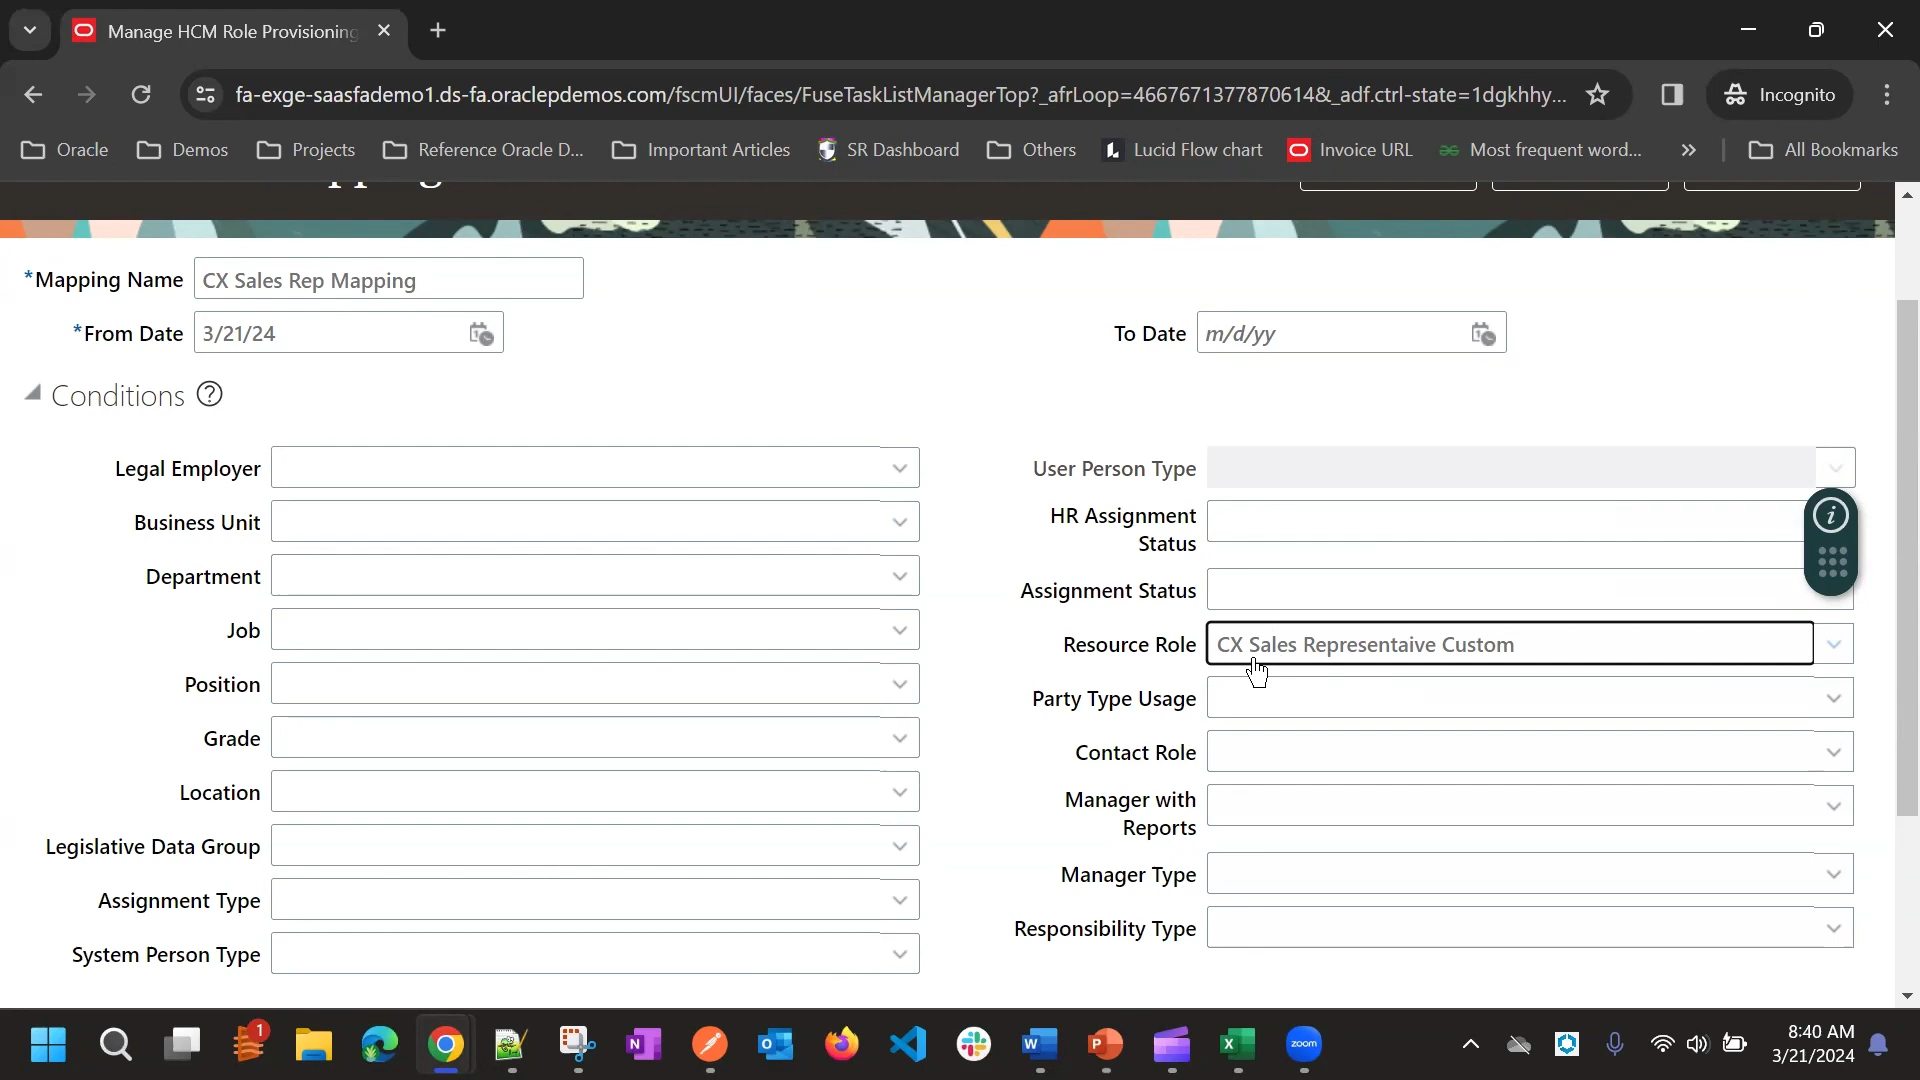 Manage HCM Role Provisioning
fa-exge-saasfademo1.ds-fa.oraclepdemos.com/fscmUI/faces/FuseTaskListManagerTop?_afrLoop=4667671377870614&_adf.ctrl-state=1dgkhhy...
Incognito
Oracle
Demos
Projects
Reference Oracle D...
Important Articles
SR Dashboard
Others
Lucid Flow chart
Invoice URL
Most frequent word...
All Bookmarks
*Mapping Name CX Sales Rep Mapping
*From Date 3/21/24
To Date m/d/yy
Conditions
Legal Employer
User Person Type
Business Unit
HR Assignment
Status
Department
Assignment Status
Job
Resource Role CX Sales Representaive Custom
Position
Party Type Usage
Grade
Contact Role
Location
Manager with
Reports
Legislative Data Group
Manager Type
Assignment Type
Responsibility Type
System Person Type
1
zoom
8:40 AM
3/21/2024